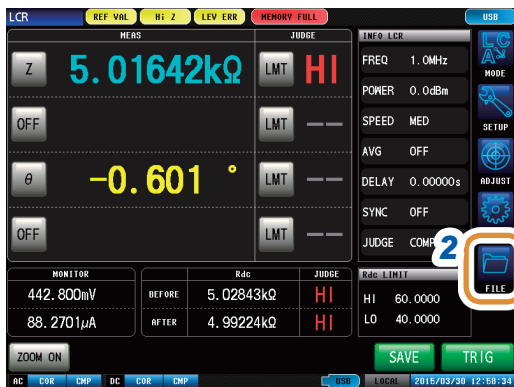 LCR REF VAL Hi Z LEV ERR MEMORY FULL USB
MEAS JUDGE INFO LCR LC A
Z 5.01642kΩ LMT HI FREQ 1.0MHz MODE
POWER 0.0dBm
OFF LMT -- SPEED MED SETUP
AVG OFF
θ -0.601 ° LMT -- DELAY 0.00000s ADJUST
SYNC OFF
OFF LMT -- JUDGE COMP 2
MONITOR Rdc JUDGE Rdc LIMIT FILE
442.800mV BEFORE 5.02843kΩ HI HI 60.0000
88.2701μA AFTER 4.99224kΩ HI LO 40.0000
ZOOM ON SAVE TRIG
AC COR CMP DC COR CMP USB LOCAL 2015/03/30 12:58:34